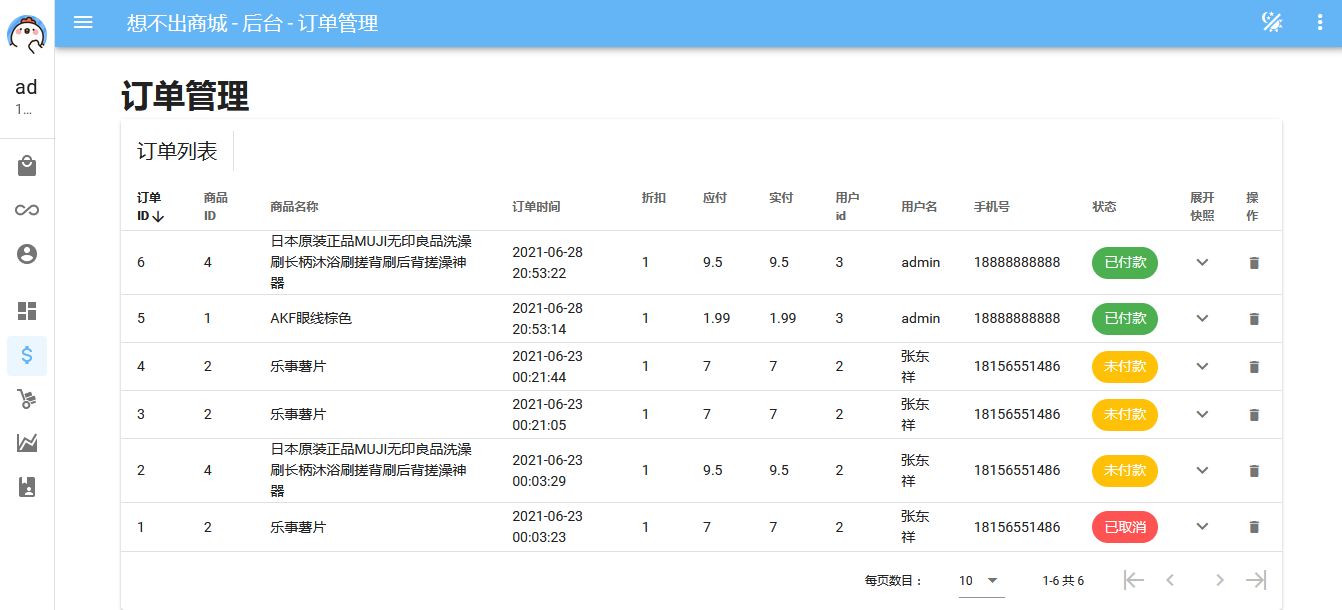 想不出商城 - 后台 - 订单管理
ad
1...
订单管理
订单列表
订单
ID
商品
ID
商品名称
订单时间
折扣
应付
实付
用户
id
用户名
手机号
状态
展开
快照
操
作
6
4
日本原装正品MUJI无印良品洗澡
刷长柄沐浴刷搓背刷后背搓澡神
器
2021-06-28
20:53:22
1
9.5
9.5
3
admin
18888888888
已付款
5
1
AKF眼线棕色
2021-06-28
20:53:14
1
1.99
1.99
3
admin
18888888888
已付款
4
2
乐事薯片
2021-06-23
00:21:44
1
7
7
2
张东
祥
18156551486
未付款
3
2
乐事薯片
2021-06-23
00:21:05
1
7
7
2
张东
祥
18156551486
未付款
2
4
日本原装正品MUJI无印良品洗澡
刷长柄沐浴刷搓背刷后背搓澡神
器
2021-06-23
00:03:29
1
9.5
9.5
2
张东
祥
18156551486
未付款
1
2
乐事薯片
2021-06-23
00:03:23
1
7
7
2
张东
祥
18156551486
已取消
每页数目：
10
1-6 共 6